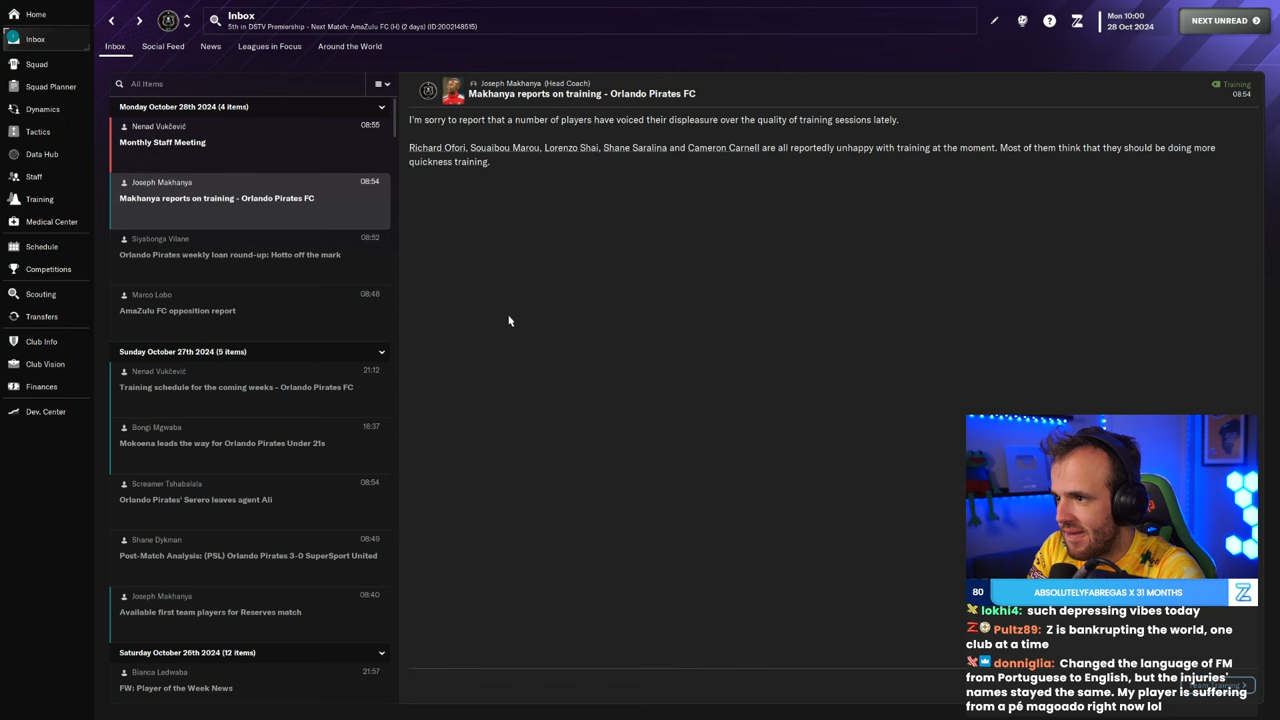 Home
Inbox
Squad
Squad Planner
Dynamics
Tactics
Data Hub
Staff
Training
Medical Center
Schedule
Competitions
Scouting
Transfers
Club Info
Club Vision
Finances
Dev. Center
Inbox
5th in DSTV Premiership - Next Match: AmaZulu FC (H) (2 days) (ID:2002148515)
Mon 10:00
28 Oct 2024
NEXT UNREAD
Inbox Social Feed News Leagues in Focus Around the World
All Items
Monday October 28th 2024 (4 items)
Nenad Vukčević 08:55
Monthly Staff Meeting
Joseph Makhanya 08:54
Makhanya reports on training - Orlando Pirates FC
Siyabonga Vilane 08:52
Orlando Pirates weekly loan round-up: Hotto off the mark
Marco Lobo 08:48
AmaZulu FC opposition report
Sunday October 27th 2024 (5 items)
Nenad Vukčević 21:12
Training schedule for the coming weeks - Orlando Pirates FC
Bongi Mgwaba 16:37
Mokoena leads the way for Orlando Pirates Under 21s
Screamer Tshabalala 08:54
Orlando Pirates' Serero leaves agent Ali
Shane Dykman 08:49
Post-Match Analysis: (PSL) Orlando Pirates 3-0 SuperSport United
Joseph Makhanya 08:40
Available first team players for Reserves match
Saturday October 26th 2024 (12 items)
Bianca Ledwaba 21:57
FW: Player of the Week News
Joseph Makhanya (Head Coach)
Makhanya reports on training - Orlando Pirates FC
Training
08:54
I'm sorry to report that a number of players have voiced their displeasure over the quality of training sessions lately.
Richard Ofori, Souaibou Marou, Lorenzo Shai, Shane Saralina and Cameron Carnell are all reportedly unhappy with training at the moment. Most of them think that they should be doing more
quickness training.
80 ABSOLUTELYFABREGAS X 31 MONTHS
lokhi4: such depressing vibes today
Pultz89: Z is bankrupting the world, one
club at a time
donniglia: Changed the language of FM
from Portuguese to English, but the injuries'
names stayed the same. My player is suffering
from a pé magoado right now lol